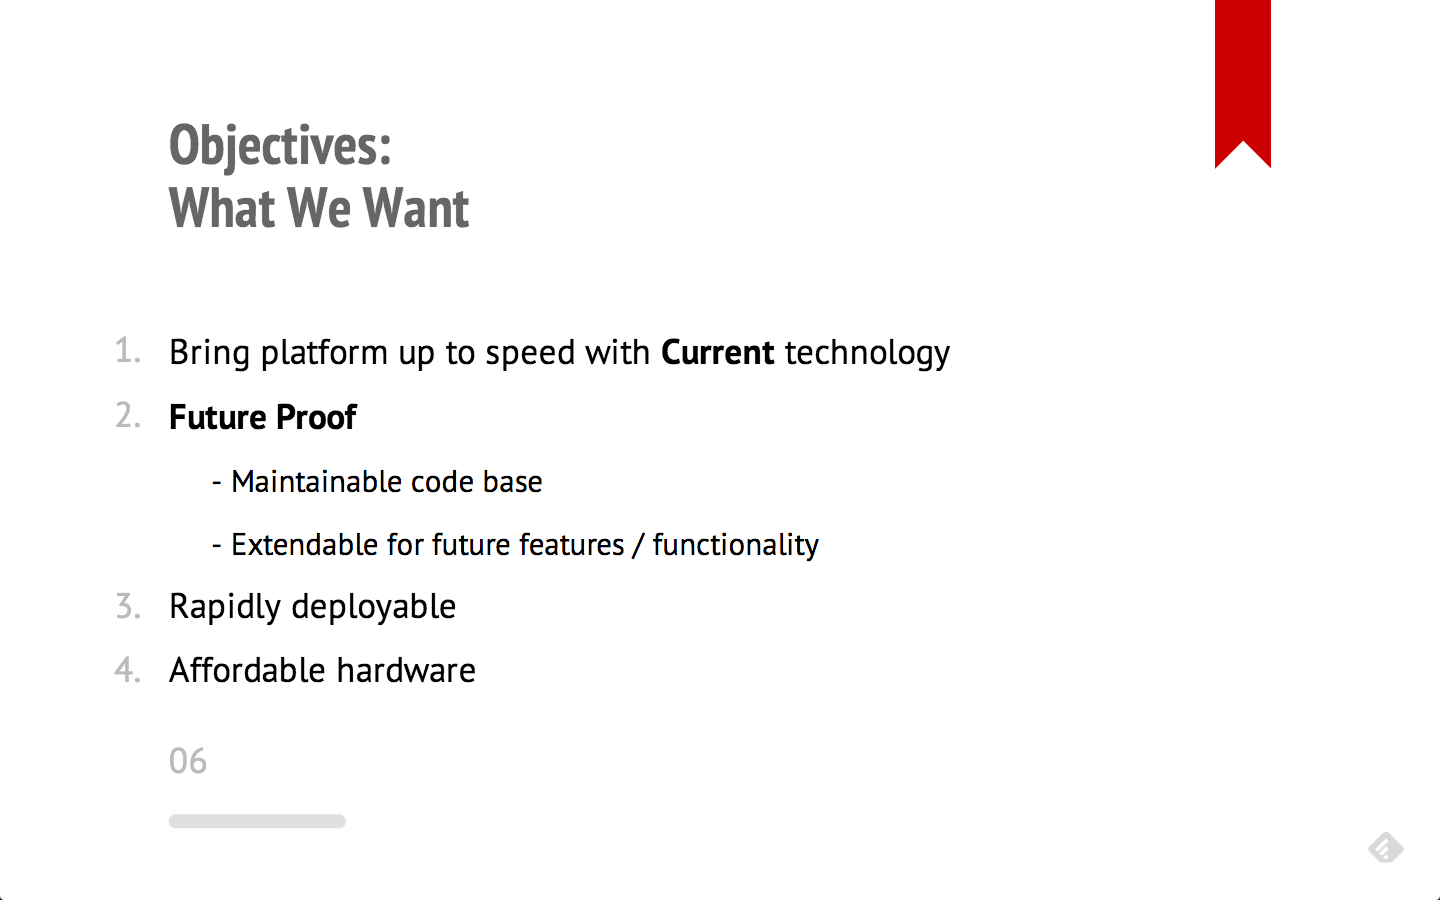 Objectives:
What We Want
1. Bring platform up to speed with Current technology
2. Future Proof
- Maintainable code base
- Extendable for future features / functionality
3. Rapidly deployable
4. Affordable hardware
06